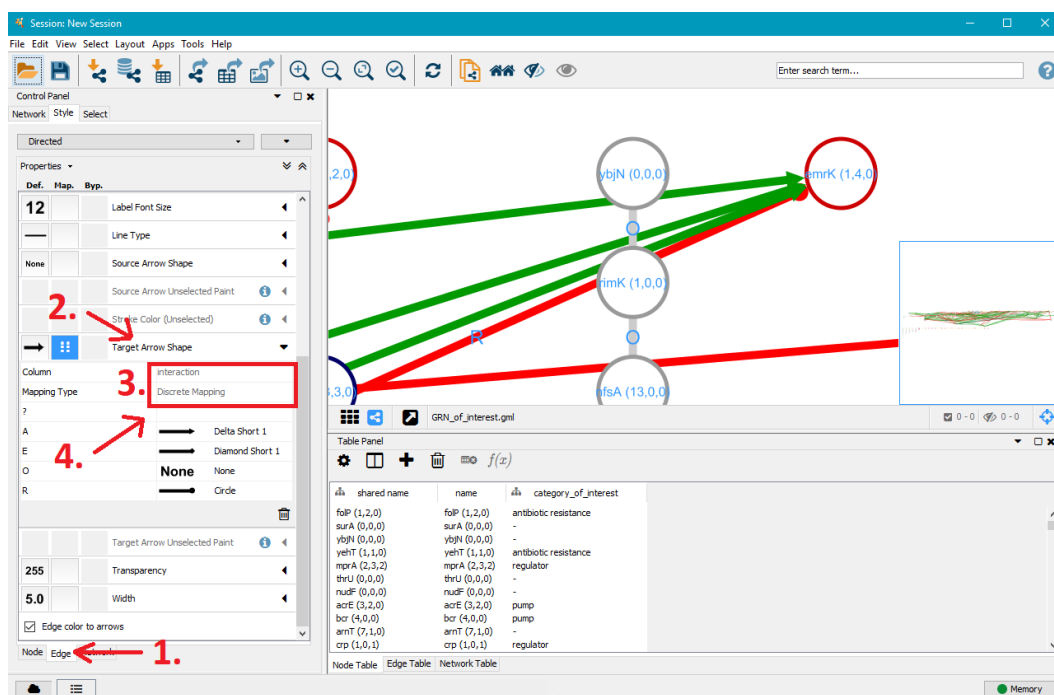 Session: New Session
File Edit View Select Layout Apps Tools Help
Enter search term...
Control Panel
Network Style Select
Directed
Properties
Def. Map. Byp.
12 Label Font Size
Line Type
None Source Arrow Shape
Source Arrow Unselected Paint
2.
Stroke Color (Unselected)
Target Arrow Shape
Column interaction
3.
Mapping Type Discrete Mapping
?
4.
A Delta Short 1
E Diamond Short 1
O None None
R Circle
Target Arrow Unselected Paint
255 Transparency
5.0 Width
Edge color to arrows
Node Edge 1.
,2,0)
ybjN (0,0,0)
emrK (1,4,0)
O
rimK (1,0,0)
R
O
,3,0)
nfsA (13,0,0)
GRN_of_interest.gml
0 - 0 0 - 0
Table Panel
f(x)
shared name name category_of_interest
folP (1,2,0) folP (1,2,0) antibiotic resistance
surA (0,0,0) surA (0,0,0) -
ybjN (0,0,0) ybjN (0,0,0) -
yehT (1,1,0) yehT (1,1,0) antibiotic resistance
mprA (2,3,2) mprA (2,3,2) regulator
thrU (0,0,0) thrU (0,0,0) -
nudF (0,0,0) nudF (0,0,0) -
acrE (3,2,0) acrE (3,2,0) pump
bcr (4,0,0) bcr (4,0,0) pump
arnT (7,1,0) arnT (7,1,0) -
crp (1,0,1) crp (1,0,1) regulator
Node Table Edge Table Network Table
Memory